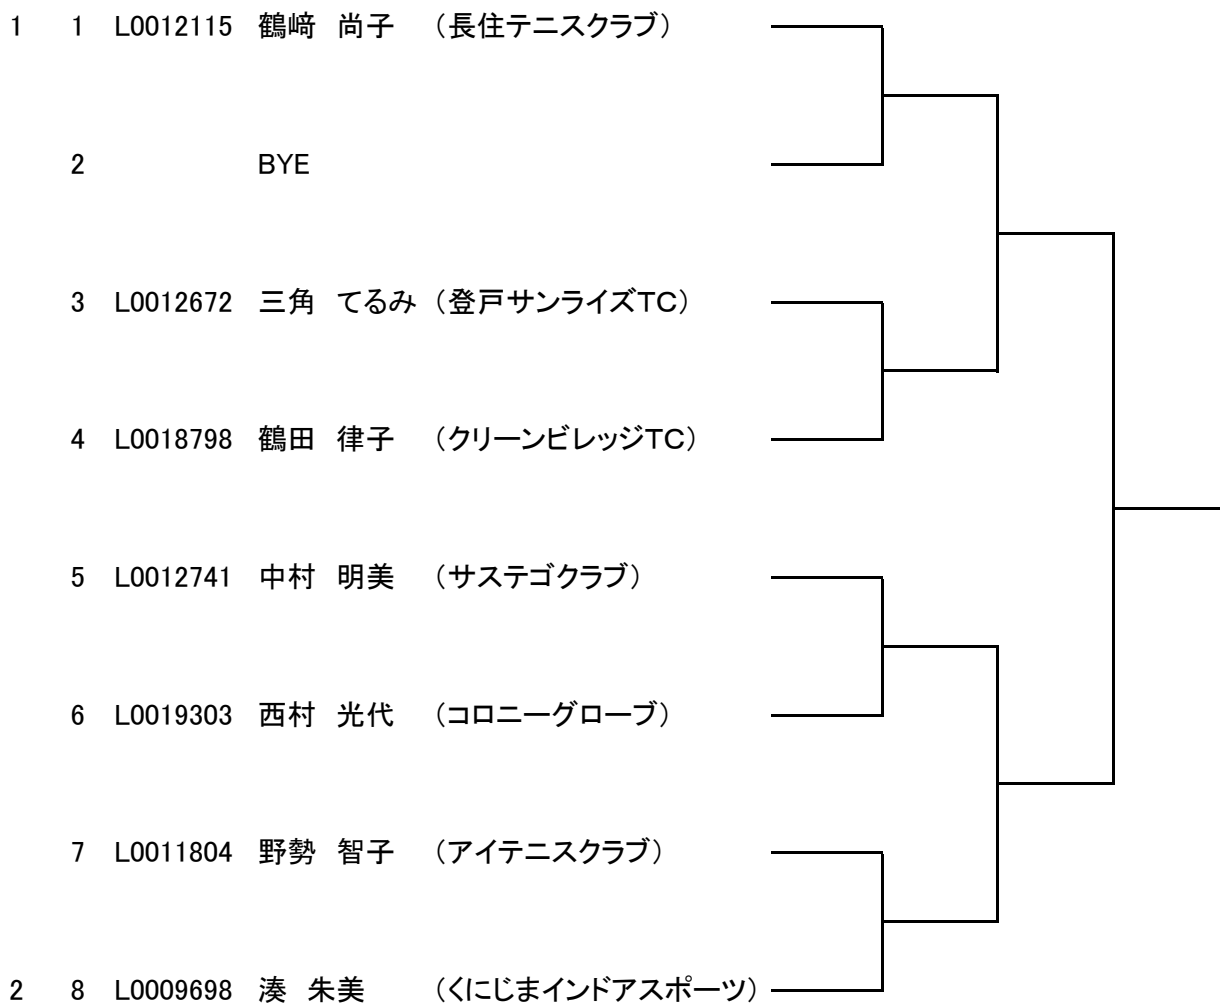 1 1 L0012115 鶴﨑 尚子 (長住テニスクラブ)
2 BYE
3 L0012672 三角 てるみ (登戸サンライズTC)
4 L0018798 鶴田 律子 (クリーンビレッジTC)
5 L0012741 中村 明美 (サステゴクラブ)
6 L0019303 西村 光代 (コロニーグローブ)
7 L0011804 野勢 智子 (アイテニスクラブ)
2 8 L0009698 湊 朱美 (くにじまインドアスポーツ)